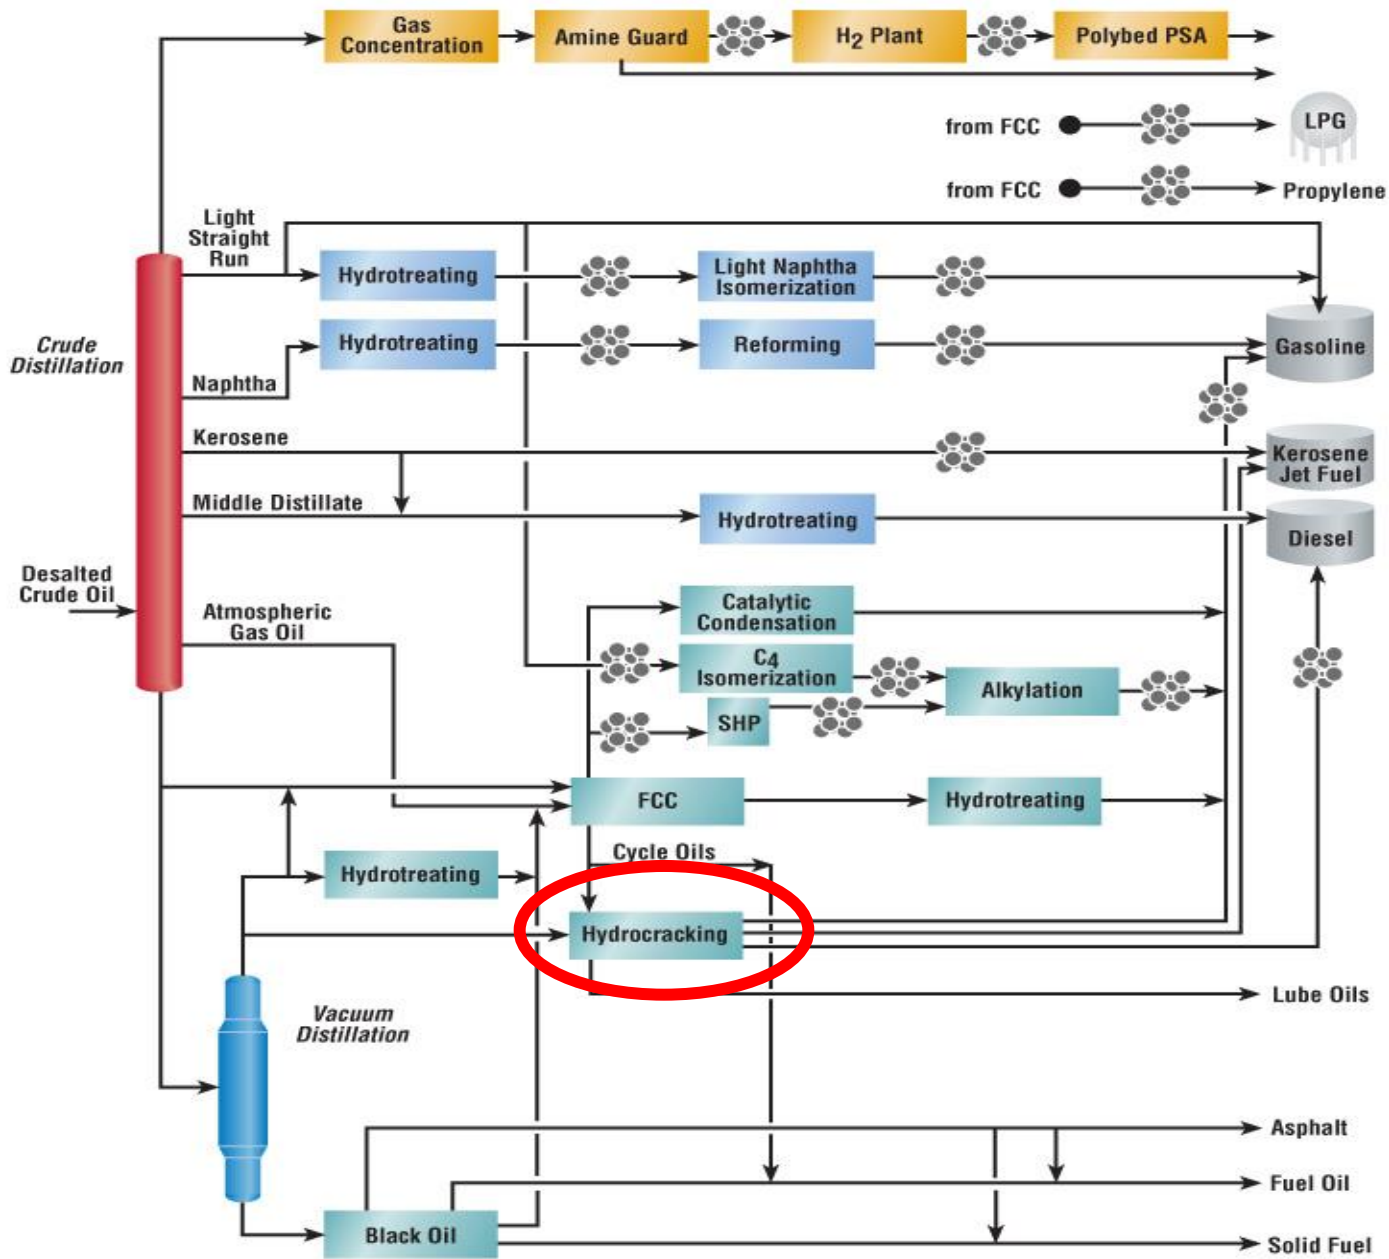 Gas
Concentration
Amine Guard
H2 Plant
Polybed PSA
from FCC
LPG
from FCC
Propylene
Light
Straight
Run
Hydrotreating
Light Naphtha
Isomerization
Crude
Distillation
Hydrotreating
Reforming
Gasoline
Naphtha
Kerosene
Kerosene
Jet Fuel
Middle Distillate
Hydrotreating
Diesel
Desalted
Crude Oil
Atmospheric
Gas Oil
Catalytic
Condensation
C4
Isomerization
Alkylation
SHP
FCC
Hydrotreating
Cycle Oils
Hydrotreating
Hydrocracking
Lube Oils
Vacuum
Distillation
Asphalt
Fuel Oil
Black Oil
Solid Fuel